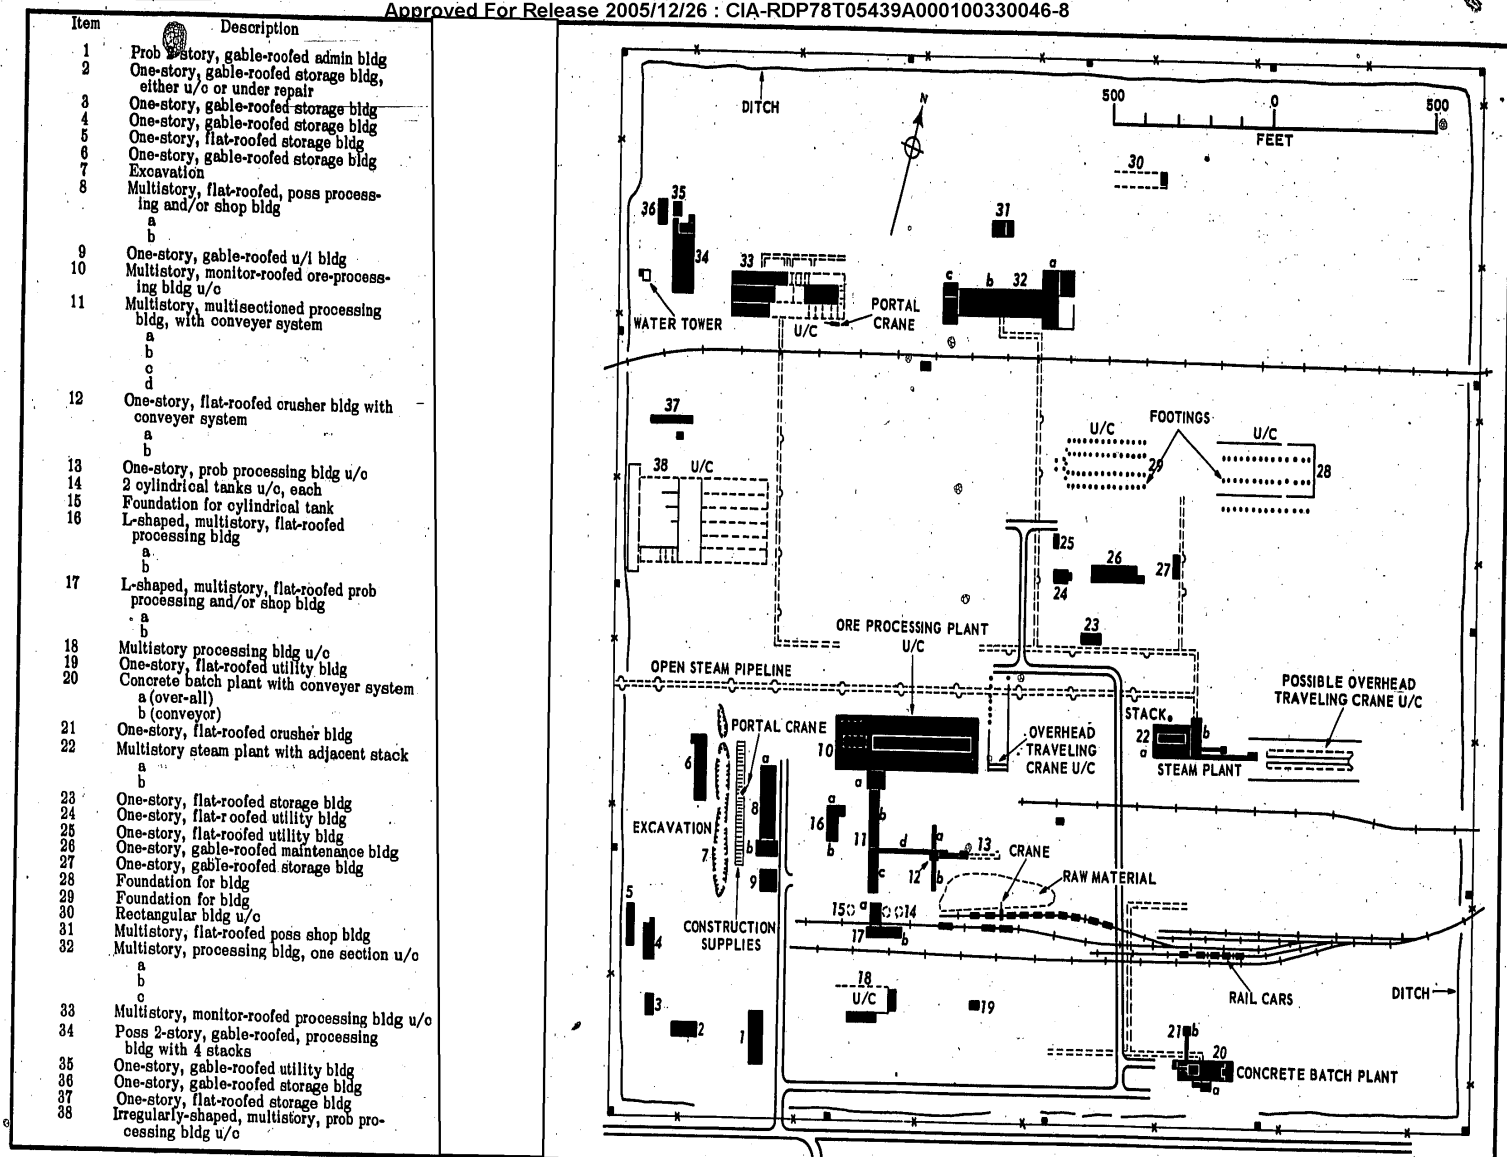 Approved For Release 2005/12/26 : CIA-RDP78T05439A000100330046-8
Item Description
1 Prob 2-story, gable-roofed admin bldg
2 One-story, gable-roofed storage bldg,
either u/c or under repair
3 One-story, gable-roofed storage bldg
4 One-story, gable-roofed storage bldg
5 One-story, flat-roofed storage bldg
6 One-story, gable-roofed storage bldg
7 Excavation
8 Multistory, flat-roofed, poss process-
ing and/or shop bldg
a
b
9 One-story, gable-roofed u/i bldg
10 Multistory, monitor-roofed ore-process-
ing bldg u/c
11 Multistory, multisectioned processing
bldg, with conveyer system
a
b
c
d
12 One-story, flat-roofed crusher bldg with
conveyer system
a
b
13 One-story, prob processing bldg u/c
14 2 cylindrical tanks u/c, each
15 Foundation for cylindrical tank
16 L-shaped, multistory, flat-roofed
processing bldg
a
b
17 L-shaped, multistory, flat-roofed prob
processing and/or shop bldg
a
b
18 Multistory processing bldg u/c
19 One-story, flat-roofed utility bldg
20 Concrete batch plant with conveyer system
a (over-all)
b (conveyor)
21 One-story, flat-roofed crusher bldg
22 Multistory steam plant with adjacent stack
a
b
23 One-story, flat-roofed storage bldg
24 One-story, flat-roofed utility bldg
25 One-story, flat-roofed utility bldg
26 One-story, gable-roofed maintenance bldg
27 One-story, gable-roofed storage bldg
28 Foundation for bldg
29 Foundation for bldg
30 Rectangular bldg u/c
31 Multistory, flat-roofed poss shop bldg
32 Multistory, processing bldg, one section u/c
a
b
c
33 Multistory, monitor-roofed processing bldg u/c
34 Poss 2-story, gable-roofed, processing
bldg with 4 stacks
35 One-story, gable-roofed utility bldg
36 One-story, gable-roofed storage bldg
37 One-story, flat-roofed storage bldg
38 Irregularly-shaped, multistory, prob pro-
cessing bldg u/c
DITCH
N
500 0 500
FEET
30
35
36
34
33
31
a
c b 32
PORTAL
CRANE
U/C
WATER TOWER
37
38 U/C
FOOTINGS
U/C
U/C
29
28
25
26
27
24
23
ORE PROCESSING PLANT
U/C
OPEN STEAM PIPELINE
POSSIBLE OVERHEAD
TRAVELING CRANE U/C
PORTAL CRANE
STACK
22
b
a
STEAM PLANT
10
OVERHEAD
TRAVELING
CRANE U/C
6
a
8
b
9
EXCAVATION
7
a
16
b
a
b
11
c
d
a
12
b
13
CRANE
RAW MATERIAL
5
4
CONSTRUCTION
SUPPLIES
15
a
14
17
b
18
U/C
19
RAIL CARS
DITCH
3
2
1
21 b
20
CONCRETE BATCH PLANT
a